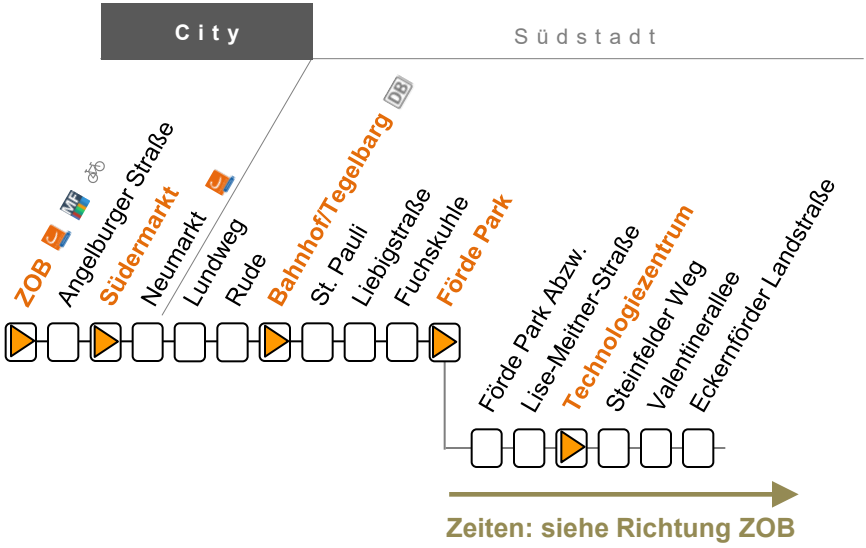 City
Südstadt
ZOB
MF
Angelburger Straße
Südermarkt
Neumarkt
Lundweg
Rude
Bahnhof/Tegelbarg
DB
St. Pauli
Liebigstraße
Fuchskuhle
Förde Park
Förde Park Abzw.
Lise-Meitner-Straße
Technologiezentrum
Steinfelder Weg
Valentinerallee
Eckernförder Landstraße
Zeiten: siehe Richtung ZOB